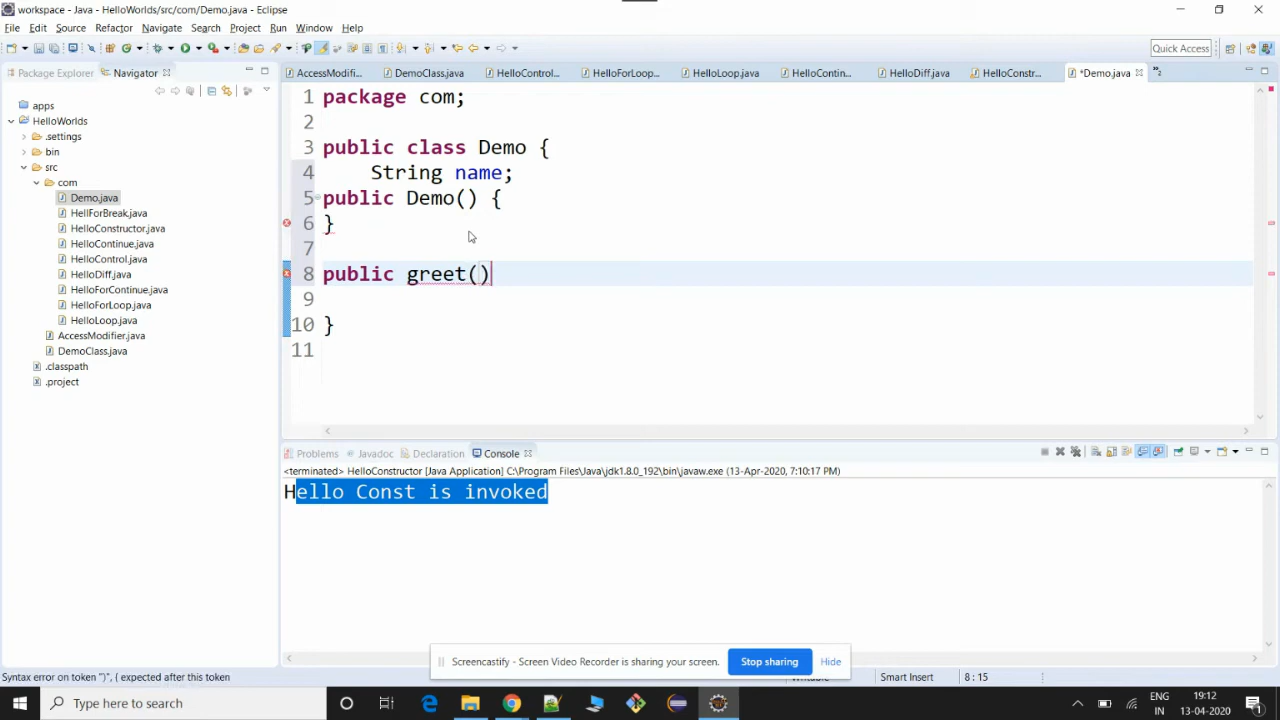 workspace - Java - HelloWorlds/src/com/Demo.java - Eclipse
File Edit Source Refactor Navigate Search Project Run Window Help
Quick Access
Package Explorer Navigator
AccessModifi... DemoClass.java HelloControl... HelloForLoop... HelloLoop.java HelloContin... HelloDiff.java HelloConstr... *Demo.java »2
apps
HelloWorlds
.settings
bin
src
com
Demo.java
HellForBreak.java
HelloConstructor.java
HelloContinue.java
HelloControl.java
HelloDiff.java
HelloForContinue.java
HelloForLoop.java
HelloLoop.java
AccessModifier.java
DemoClass.java
.classpath
.project
1 package com;
2
3 public class Demo {
4 String name;
5 public Demo() {
6 }
7
8 public greet()
9
10 }
11
Problems Javadoc Declaration Console
<terminated> HelloConstructor [Java Application] C:\Program Files\Java\jdk1.8.0_192\bin\javaw.exe (13-Apr-2020, 7:10:17 PM)
Hello Const is invoked
Screencastify - Screen Video Recorder is sharing your screen. Stop sharing Hide
Syntax error on token ")", { expected after this token Writable Smart Insert 8 : 15
Type here to search
ENG
IN
19:12
13-04-2020
1